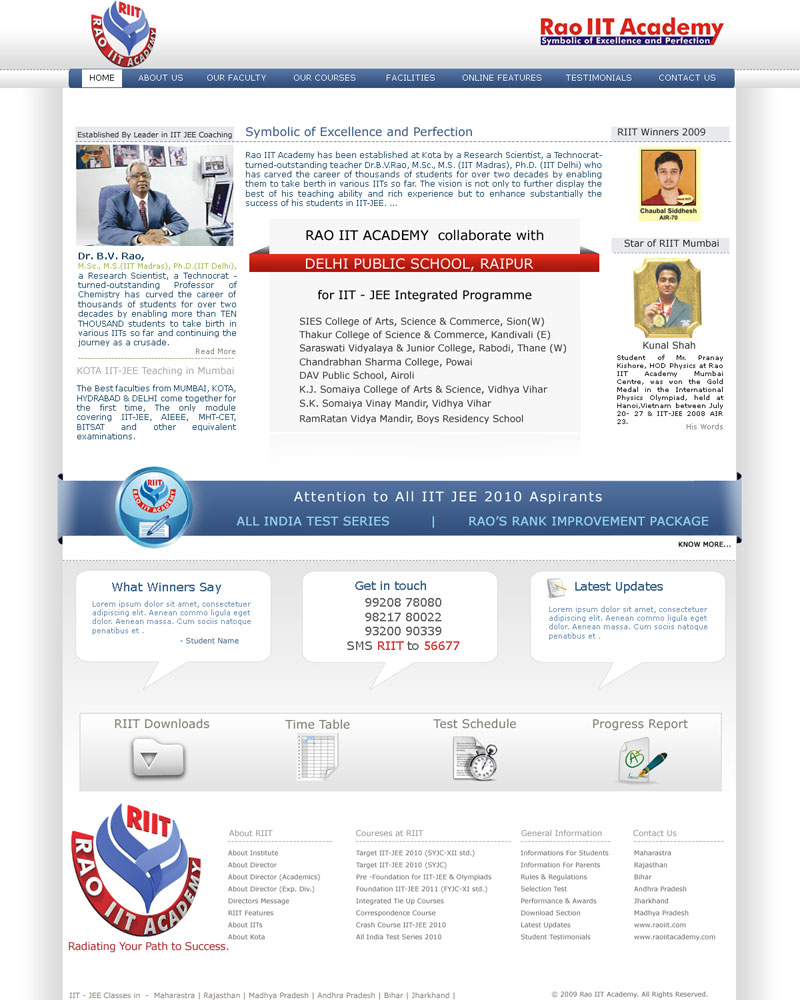 RIIT
RAO IIT ACADEMY
Rao IIT Academy
Symbolic of Excellence and Perfection
HOME ABOUT US OUR FACULTY OUR COURSES FACILITIES ONLINE FEATURES TESTIMONIALS CONTACT US
Established By Leader in IIT JEE Coaching
Dr. B.V. Rao,
M.Sc., M.S.(IIT Madras), Ph.D.(IIT Delhi),
a Research Scientist, a Technocrat -
turned-outstanding Professor of
Chemistry has curved the career of
thousands of students for over two
decades by enabling more than TEN
THOUSAND students to take birth in
various IITs so far and continuing the
journey as a crusade.
Read More
KOTA IIT-JEE Teaching in Mumbai
The Best faculties from MUMBAI, KOTA,
HYDRABAD & DELHI come together for
the first time, The only module
covering IIT-JEE, AIEEE, MHT-CET,
BITSAT and other equivalent
examinations.
Symbolic of Excellence and Perfection
Rao IIT Academy has been established at Kota by a Research Scientist, a Technocrat-
turned-outstanding teacher Dr.B.V.Rao, M.Sc., M.S. (IIT Madras), Ph.D. (IIT Delhi) who
has carved the career of thousands of students for over two decades by enabling
them to take berth in various IITs so far. The vision is not only to further display the
best of his teaching ability and rich experience but to enhance substantially the
success of his students in IIT-JEE. ...
RAO IIT ACADEMY collaborate with
DELHI PUBLIC SCHOOL, RAIPUR
for IIT - JEE Integrated Programme
SIES College of Arts, Science & Commerce, Sion(W)
Thakur College of Science & Commerce, Kandivali (E)
Saraswati Vidyalaya & Junior College, Rabodi, Thane (W)
Chandrabhan Sharma College, Powai
DAV Public School, Airoli
K.J. Somaiya College of Arts & Science, Vidhya Vihar
S.K. Somaiya Vinay Mandir, Vidhya Vihar
RamRatan Vidya Mandir, Boys Residency School
RIIT Winners 2009
Chaubal Siddhesh
AIR-70
Star of RIIT Mumbai
Kunal Shah
Student of Mr. Pranay
Kishore, HOD Physics at Rao
IIT Academy Mumbai
Centre, was won the Gold
Medal in the International
Physics Olympiad, held at
Hanoi,Vietnam between July
20- 27 & IIT-JEE 2008 AIR
23.
His Words
RIIT
RAO IIT ACADEMY
Attention to All IIT JEE 2010 Aspirants
ALL INDIA TEST SERIES | RAO'S RANK IMPROVEMENT PACKAGE
KNOW MORE...
What Winners Say
Lorem ipsum dolor sit amet, consectetuer
adipiscing elit. Aenean commo ligula eget
dolor. Aenean massa. Cum sociis natoque
penatibus et .
- Student Name
Get in touch
99208 78080
98217 80022
93200 90339
SMS RIIT to 56677
Latest Updates
Lorem ipsum dolor sit amet, consectetuer
adipiscing elit. Aenean commo ligula eget
dolor. Aenean massa. Cum sociis natoque
penatibus et .
RIIT Downloads Time Table Test Schedule Progress Report
A+
RIIT
RAO IIT ACADEMY
Radiating Your Path to Success.
About RIIT
About Institute
About Director
About Director (Academics)
About Director (Exp. Div.)
Directors Message
RIIT Features
About IITs
About Kota
Coureses at RIIT
Target IIT-JEE 2010 (SYJC-XII std.)
Target IIT-JEE 2010 (SYJC)
Pre -Foundation for IIT-JEE & Olympiads
Foundation IIT-JEE 2011 (FYJC-XI std.)
Integrated Tie Up Courses
Correspondence Course
Crash Course IIT-JEE 2010
All India Test Series 2010
General Information
Informations For Students
Information For Parents
Rules & Regulations
Selection Test
Performance & Awards
Download Section
Latest Updates
Student Testimonials
Contact Us
Maharastra
Rajasthan
Bihar
Andhra Pradesh
Jharkhand
Madhya Pradesh
www.raoiit.com
www.raoiitacademy.com
IIT - JEE Classes in - Maharastra | Rajasthan | Madhya Pradesh | Andhra Pradesh | Bihar | Jharkhand |
© 2009 Rao IIT Academy. All Rights Reserved.